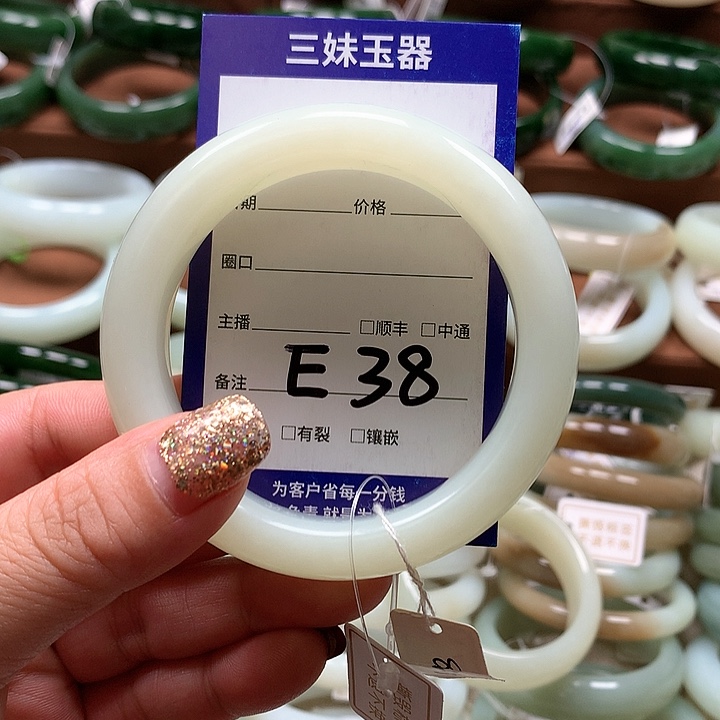 三妹玉器
期 价格
圈口
主播 □顺丰 □中通
备注 E 38
□有裂 □镶嵌
为客户省每一分钱
8